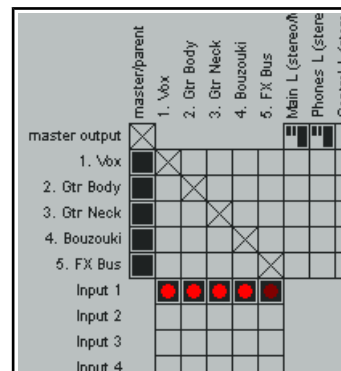 master/parent
1. Vox
2. Gtr Body
3. Gtr Neck
4. Bouzouki
5. FX Bus
Main L (stereo/
Phones L (stere
master output
1. Vox
2. Gtr Body
3. Gtr Neck
4. Bouzouki
5. FX Bus
Input 1
Input 2
Input 3
Input 4